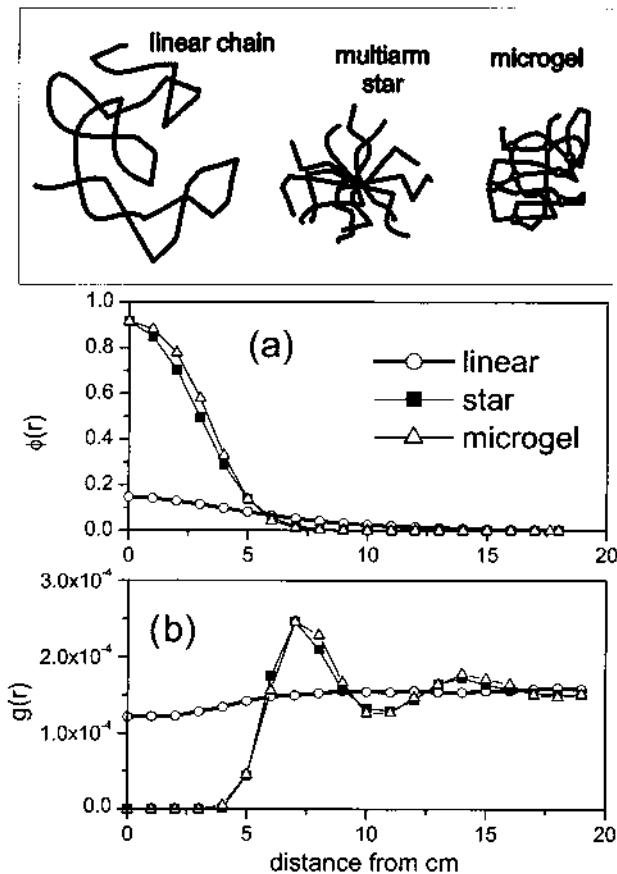 linear chain
multiarm
star
microgel
1.0
0.8
0.6
0.4
0.2
0.0
ϕ(r)
(a)
linear
star
microgel
0 5 10 15 20
3.0x10⁻⁴
2.0x10⁻⁴
1.0x10⁻⁴
0.0
g(r)
(b)
0 5 10 15 20
distance from cm